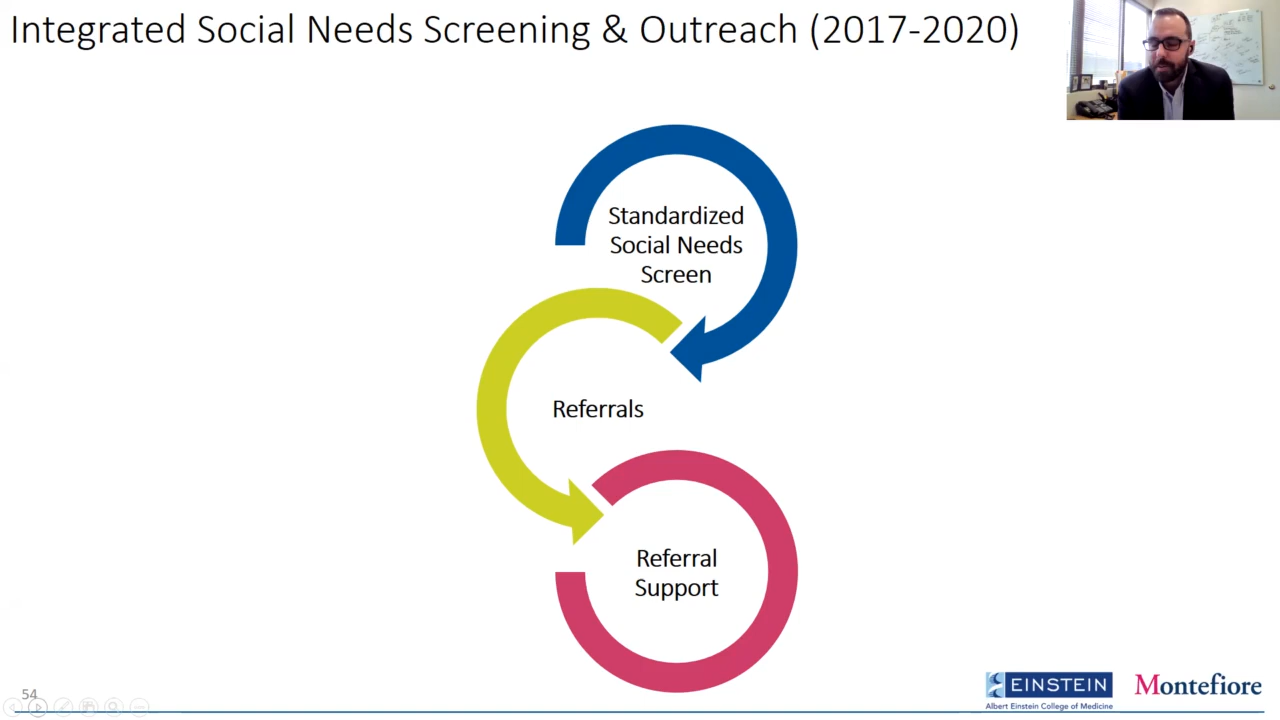 Integrated Social Needs Screening & Outreach (2017-2020)
Standardized
Social Needs
Screen
Referrals
Referral
Support
54
EINSTEIN
Albert Einstein College of Medicine
Montefiore